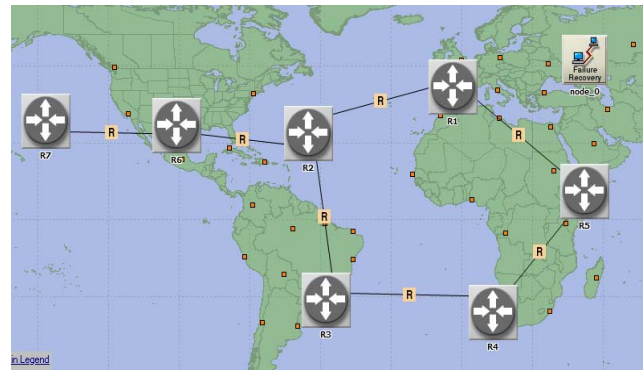 Failure
Recovery
node_0
R
R1
R7
R
R6
R
R2
R
R5
R
R
R3
R
R4
in Legend